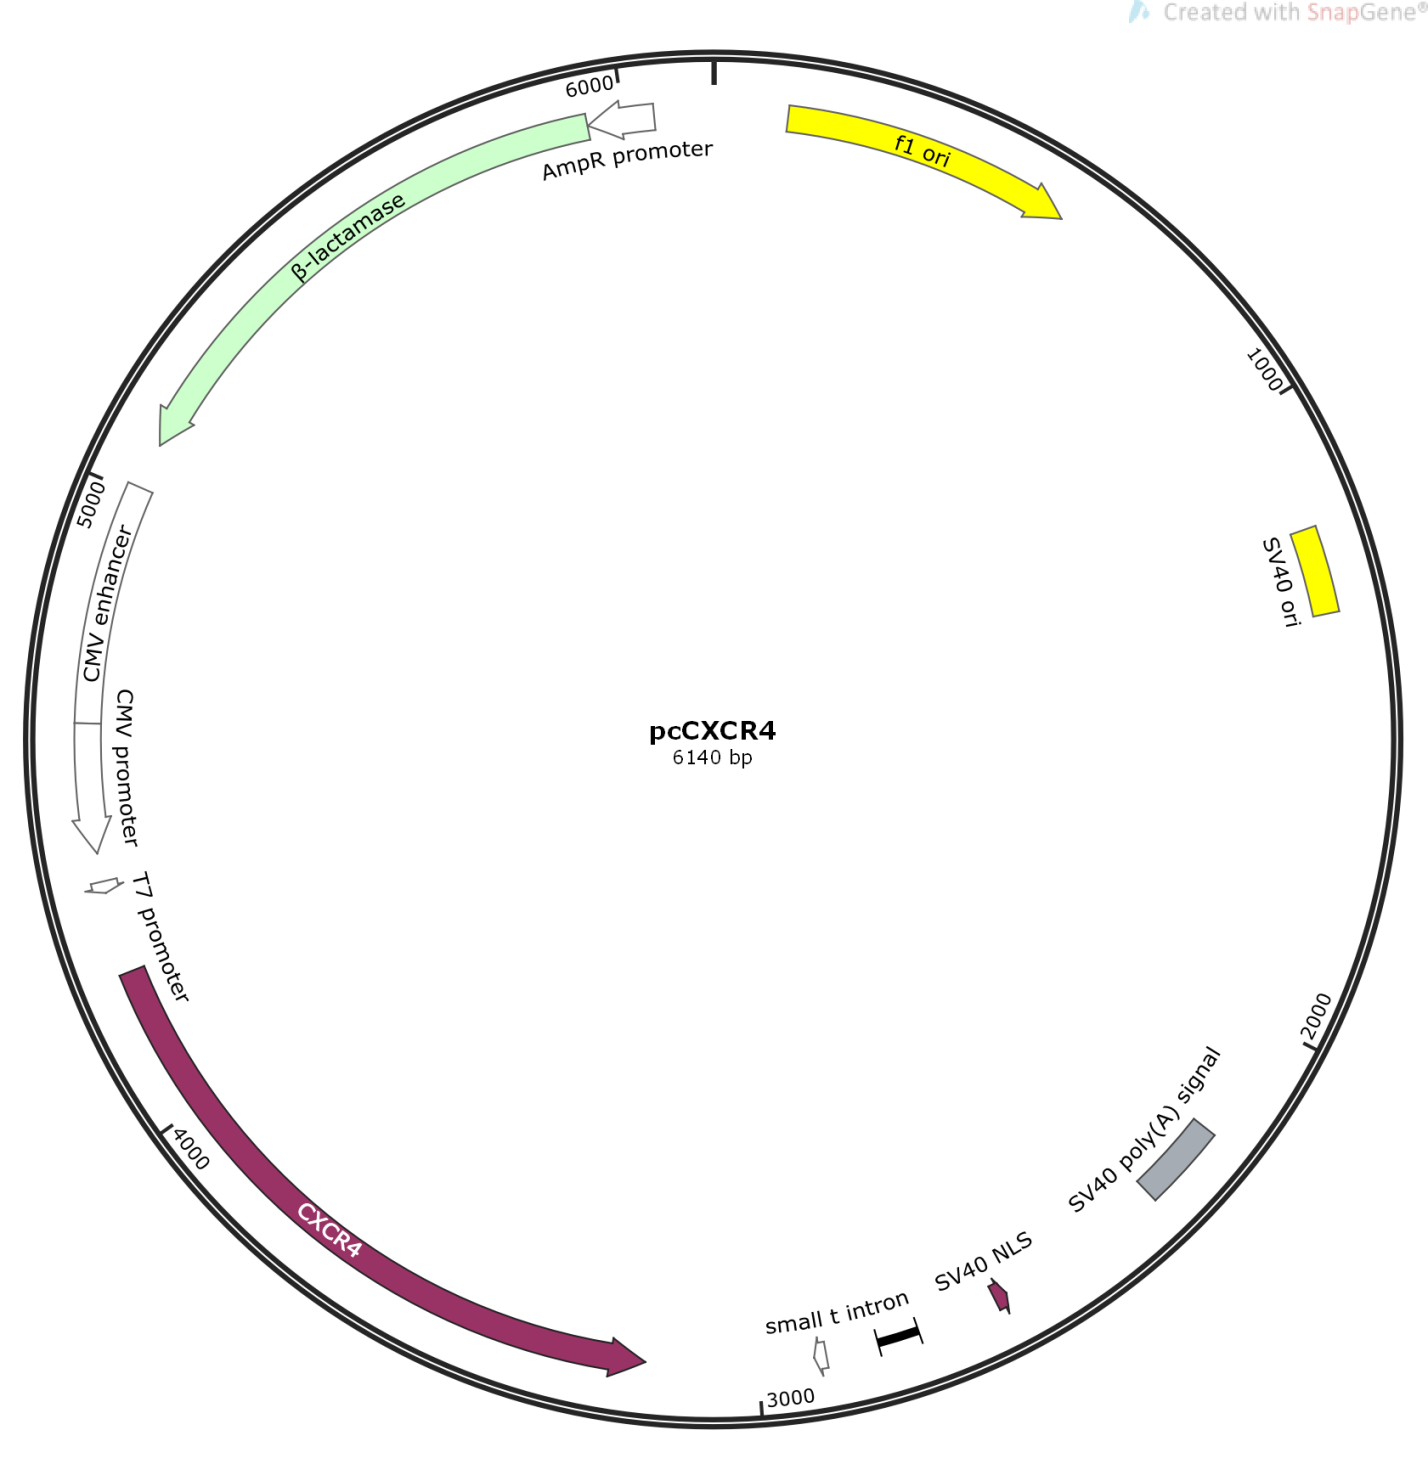 Created with SnapGene®
6000
AmpR promoter
f1 ori
β-lactamase
1000
5000
SV40 ori
CMV enhancer
CMV promoter
pcCXCR4
6140 bp
T7 promoter
2000
SV40 poly(A) signal
4000
CXCR4
SV40 NLS
small t intron
3000